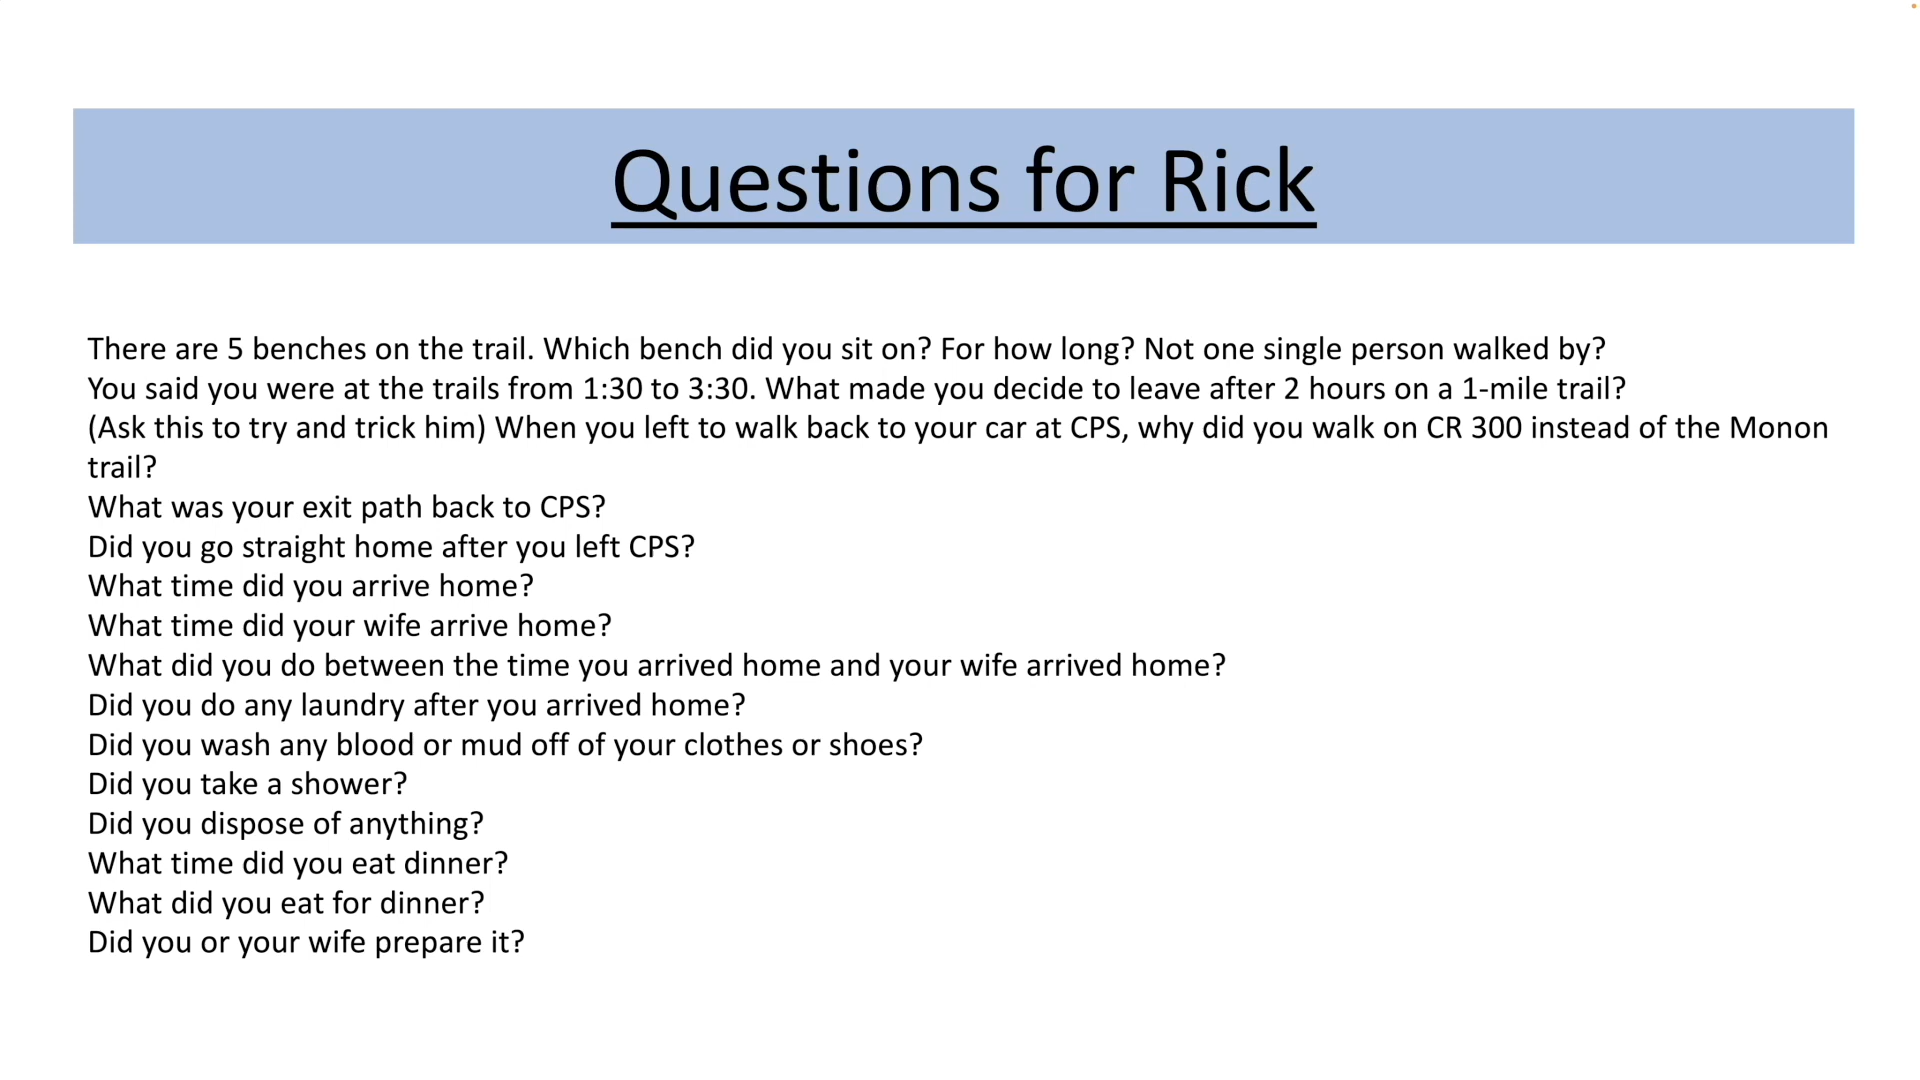 Questions for Rick
There are 5 benches on the trail. Which bench did you sit on? For how long? Not one single person walked by?
You said you were at the trails from 1:30 to 3:30. What made you decide to leave after 2 hours on a 1-mile trail?
(Ask this to try and trick him) When you left to walk back to your car at CPS, why did you walk on CR 300 instead of the Monon
trail?
What was your exit path back to CPS?
Did you go straight home after you left CPS?
What time did you arrive home?
What time did your wife arrive home?
What did you do between the time you arrived home and your wife arrived home?
Did you do any laundry after you arrived home?
Did you wash any blood or mud off of your clothes or shoes?
Did you take a shower?
Did you dispose of anything?
What time did you eat dinner?
What did you eat for dinner?
Did you or your wife prepare it?